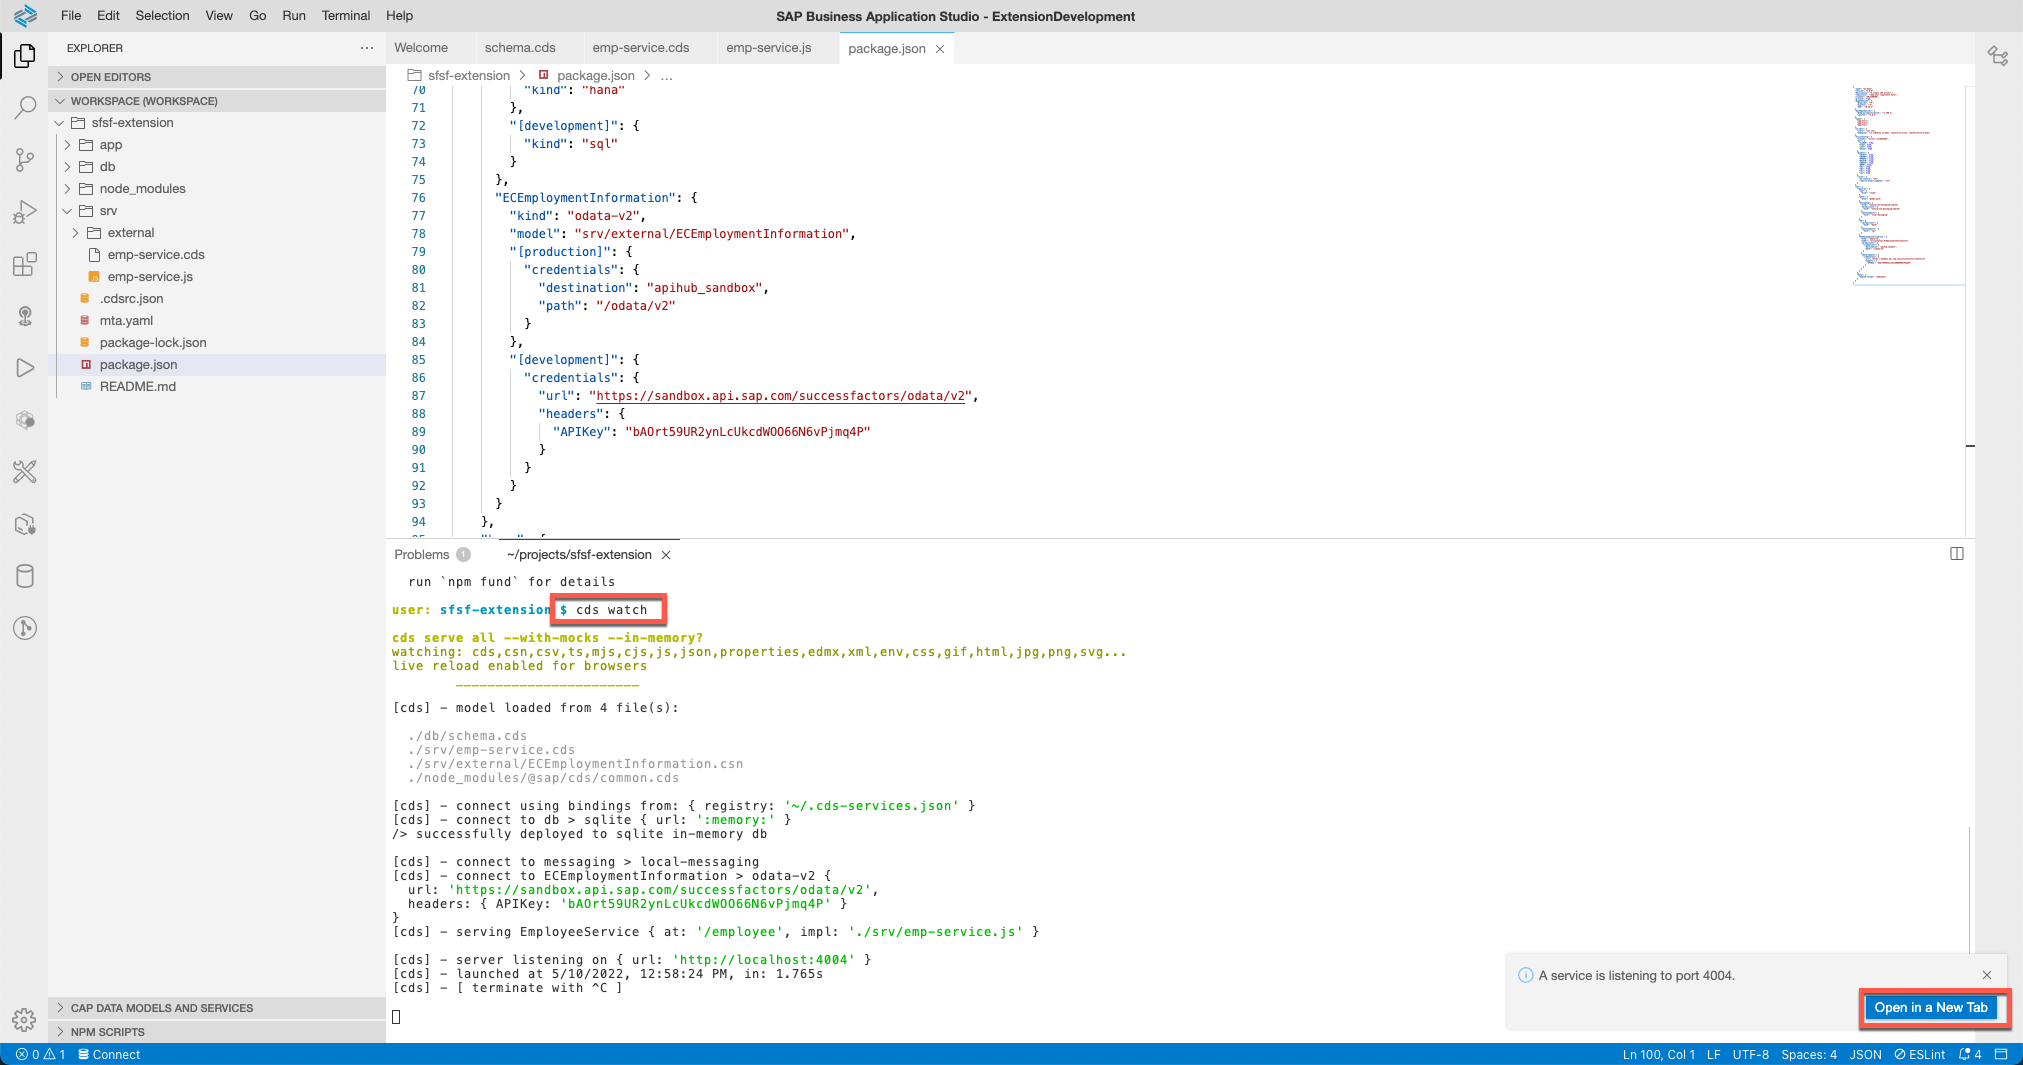 File Edit Selection View Go Run Terminal Help
SAP Business Application Studio - ExtensionDevelopment
EXPLORER
OPEN EDITORS
WORKSPACE (WORKSPACE)
sfsf-extension
app
db
node_modules
srv
external
emp-service.cds
emp-service.js
.cdsrc.json
mta.yaml
package-lock.json
package.json
README.md
CAP DATA MODELS AND SERVICES
NPM SCRIPTS
Welcome schema.cds emp-service.cds emp-service.js package.json
sfsf-extension > package.json > ...
70 "kind": "hana"
71 },
72 "[development]": {
73 "kind": "sql"
74 }
75 },
76 "ECEmploymentInformation": {
77 "kind": "odata-v2",
78 "model": "srv/external/ECEmploymentInformation",
79 "[production]": {
80 "credentials": {
81 "destination": "apihub_sandbox",
82 "path": "/odata/v2"
83 }
84 },
85 "[development]": {
86 "credentials": {
87 "url": "https://sandbox.api.sap.com/successfactors/odata/v2",
88 "headers": {
89 "APIKey": "bAOrt59UR2ynLcUkcdWOO66N6vPjmq4P"
90 }
91 }
92 }
93 }
94 },
Problems 1 ~/projects/sfsf-extension
run `npm fund` for details
user: sfsf-extension $ cds watch
cds serve all --with-mocks --in-memory?
watching: cds,csn,csv,ts,mjs,cjs,js,json,properties,edmx,xml,env,css,gif,html,jpg,png,svg...
live reload enabled for browsers
_______________________
[cds] - model loaded from 4 file(s):
./db/schema.cds
./srv/emp-service.cds
./srv/external/ECEmploymentInformation.csn
./node_modules/@sap/cds/common.cds
[cds] - connect using bindings from: { registry: '~/.cds-services.json' }
[cds] - connect to db > sqlite { url: ':memory:' }
/> successfully deployed to sqlite in-memory db
[cds] - connect to messaging > local-messaging
[cds] - connect to ECEmploymentInformation > odata-v2 {
url: 'https://sandbox.api.sap.com/successfactors/odata/v2',
headers: { APIKey: 'bAOrt59UR2ynLcUkcdWOO66N6vPjmq4P' }
}
[cds] - serving EmployeeService { at: '/employee', impl: './srv/emp-service.js' }
[cds] - server listening on { url: 'http://localhost:4004' }
[cds] - launched at 5/10/2022, 12:58:24 PM, in: 1.765s
[cds] - [ terminate with ^C ]
A service is listening to port 4004.
Open in a New Tab
0 1 Connect
Ln 100, Col 1 LF UTF-8 Spaces: 4 JSON ESLint 4